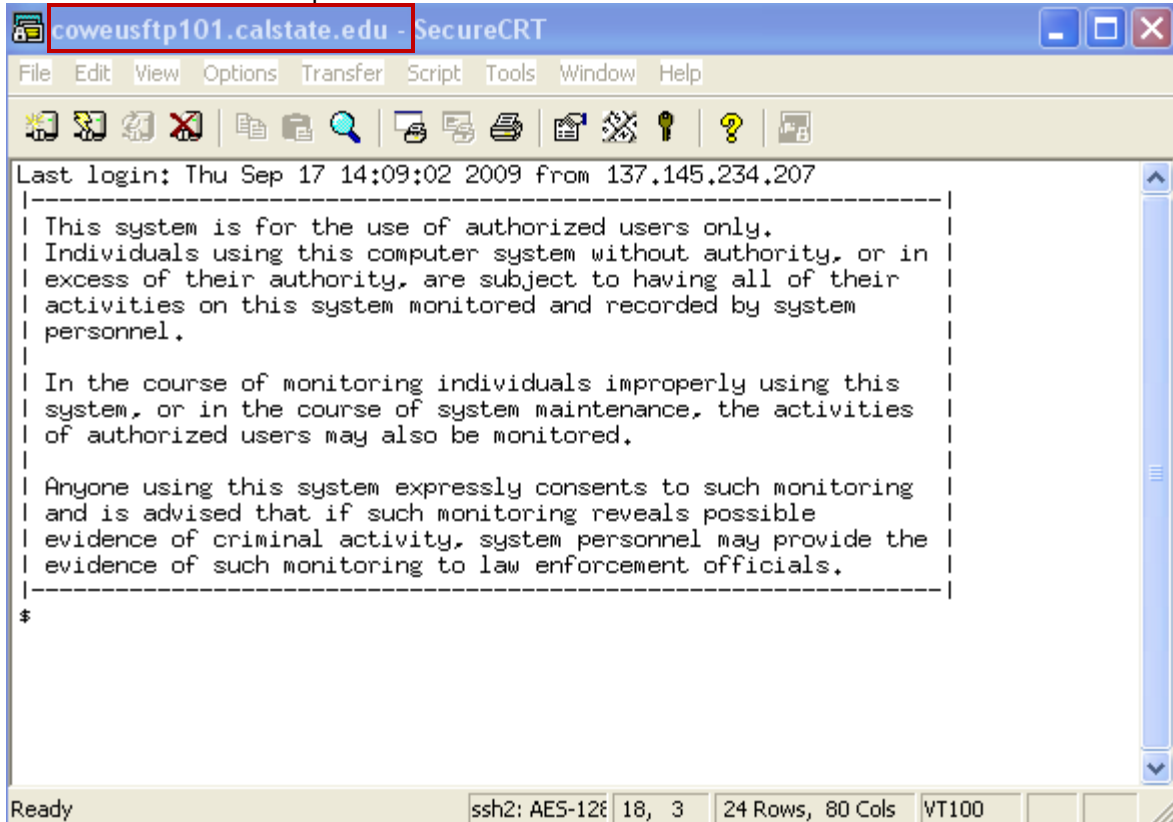 coweusftp101.calstate.edu - SecureCRT
File Edit View Options Transfer Script Tools Window Help
Last login: Thu Sep 17 14:09:02 2009 from 137.145.234.207
|-----------------------------------------------------------------|
| This system is for the use of authorized users only. |
| Individuals using this computer system without authority, or in |
| excess of their authority, are subject to having all of their |
| activities on this system monitored and recorded by system |
| personnel. |
| |
| In the course of monitoring individuals improperly using this |
| system, or in the course of system maintenance, the activities |
| of authorized users may also be monitored. |
| |
| Anyone using this system expressly consents to such monitoring |
| and is advised that if such monitoring reveals possible |
| evidence of criminal activity, system personnel may provide the |
| evidence of such monitoring to law enforcement officials. |
|-----------------------------------------------------------------|
$
Ready ssh2: AES-128 18, 3 24 Rows, 80 Cols VT100